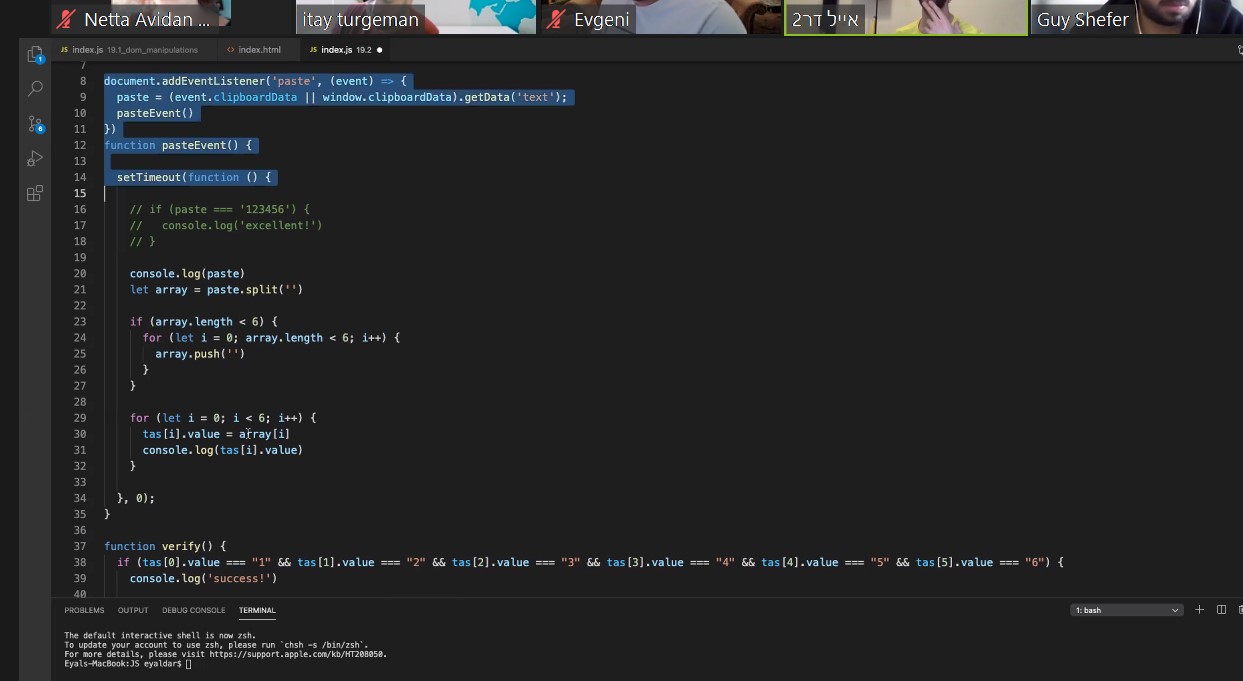 Netta Avidan ...
itay turgeman
Evgeni
אייל דר2
Guy Shefer
JS index.js 19.1_dom_manipulations
<> index.html
JS index.js 19.2 ●
1
6
7
8 document.addEventListener('paste', (event) => {
9 paste = (event.clipboardData || window.clipboardData).getData('text');
10 pasteEvent()
11 })
12 function pasteEvent() {
13
14 setTimeout(function () {
15
16 // if (paste === '123456') {
17 // console.log('excellent!')
18 // }
19
20 console.log(paste)
21 let array = paste.split('')
22
23 if (array.length < 6) {
24 for (let i = 0; array.length < 6; i++) {
25 array.push('')
26 }
27 }
28
29 for (let i = 0; i < 6; i++) {
30 tas[i].value = array[i]
31 console.log(tas[i].value)
32 }
33
34 }, 0);
35 }
36
37 function verify() {
38 if (tas[0].value === "1" && tas[1].value === "2" && tas[2].value === "3" && tas[3].value === "4" && tas[4].value === "5" && tas[5].value === "6") {
39 console.log('success!')
40
PROBLEMS OUTPUT DEBUG CONSOLE TERMINAL
1: bash
The default interactive shell is now zsh.
To update your account to use zsh, please run `chsh -s /bin/zsh`.
For more details, please visit https://support.apple.com/kb/HT208050.
Eyals-MacBook:JS eyaldar$